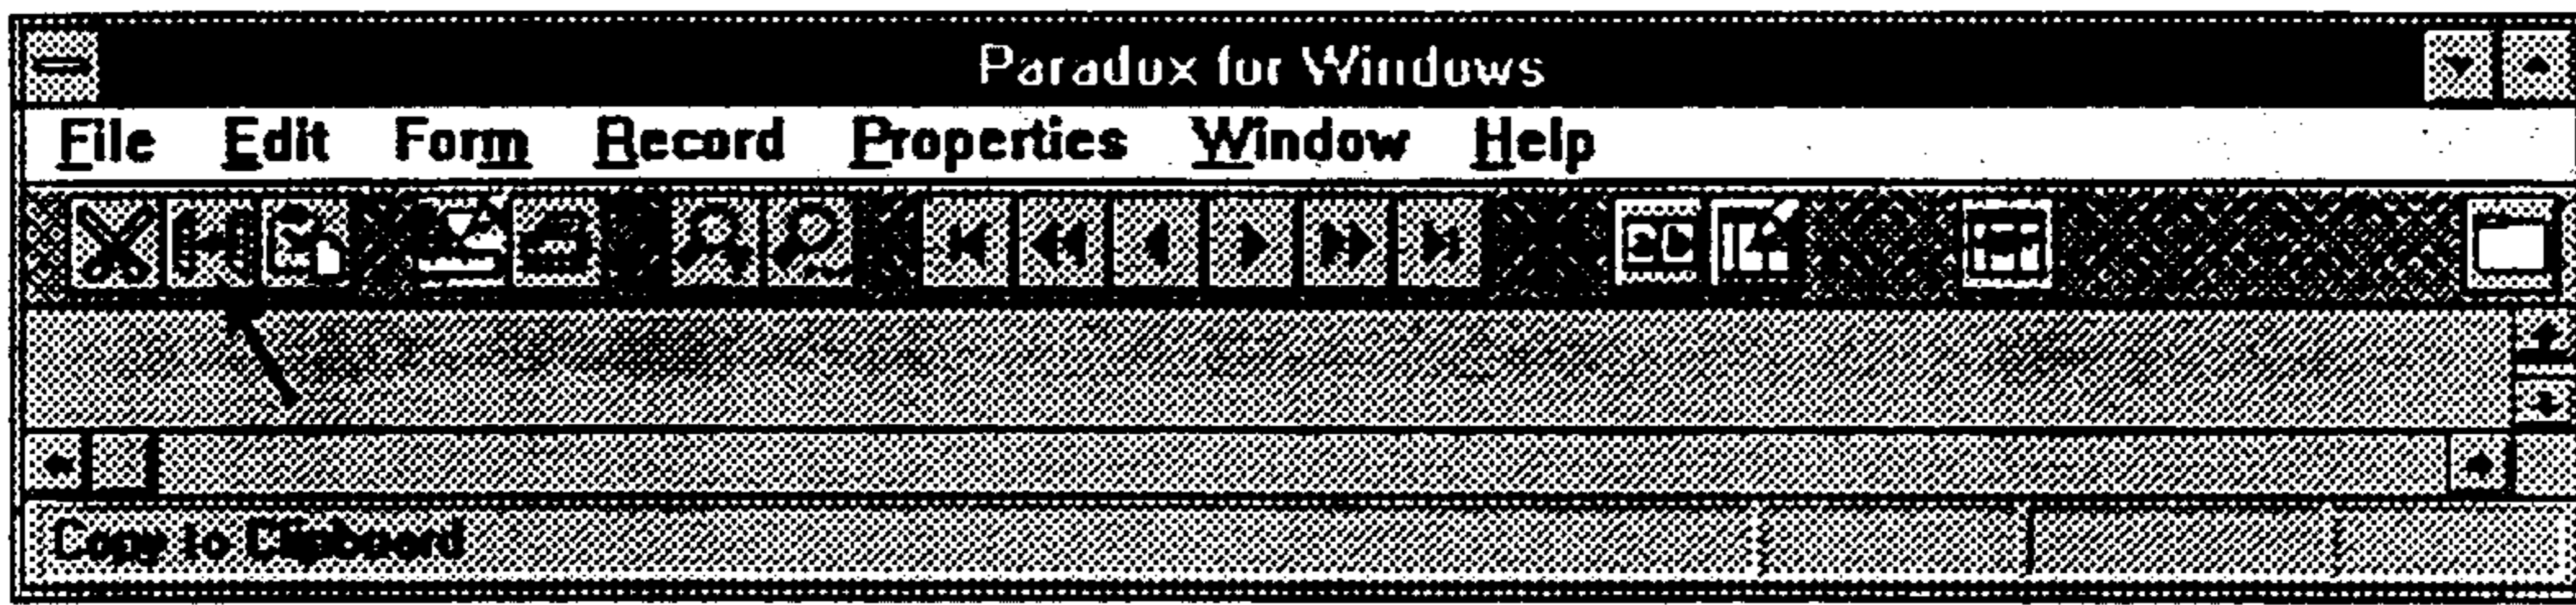 Paradox for Windows
File Edit Form Record Properties Window Help
Copy to Clipboard